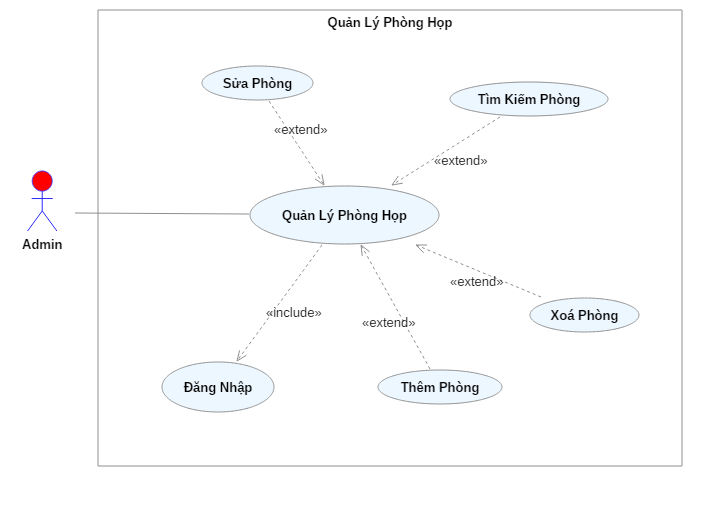 Quản Lý Phòng Họp
Sửa Phòng
Tìm Kiếm Phòng
«extend»
«extend»
Quản Lý Phòng Họp
Admin
«extend»
«include»
Xoá Phòng
«extend»
Đăng Nhập
Thêm Phòng